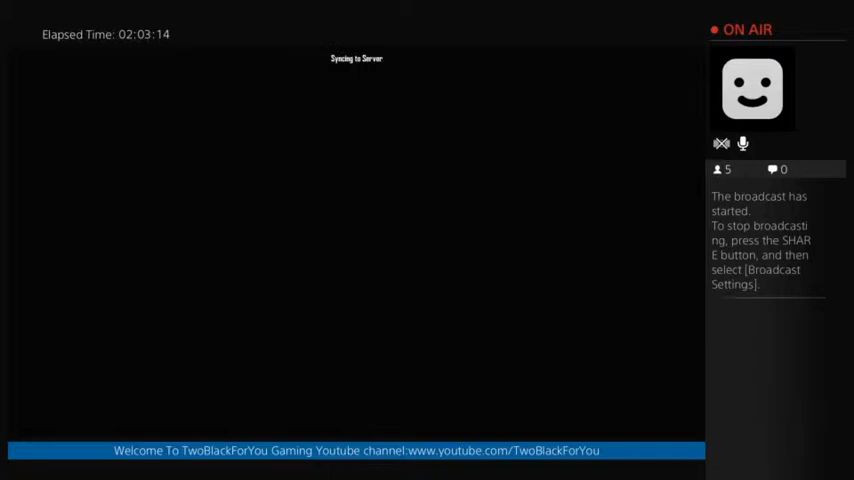 Elapsed Time: 02:03:14
ON AIR
Syncing to Server
5 0
The broadcast has
started.
To stop broadcasti
ng, press the SHAR
E button, and then
select [Broadcast
Settings].
Welcome To TwoBlackForYou Gaming Youtube channel:www.youtube.com/TwoBlackForYou